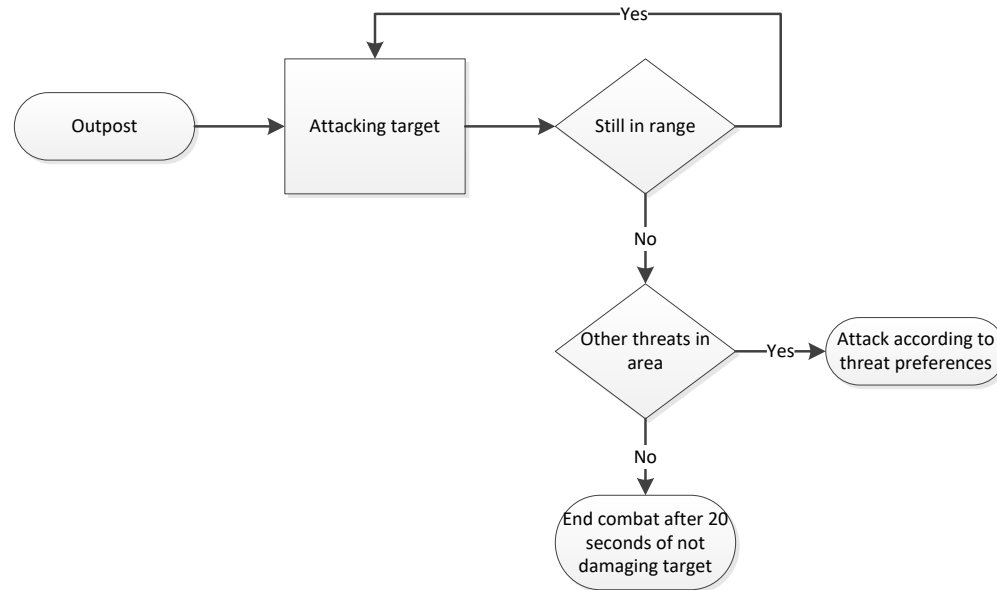 Yes
Outpost
Attacking target
Still in range
No
Other threats in
area
Yes
Attack according to
threat preferences
No
End combat after 20
seconds of not
damaging target